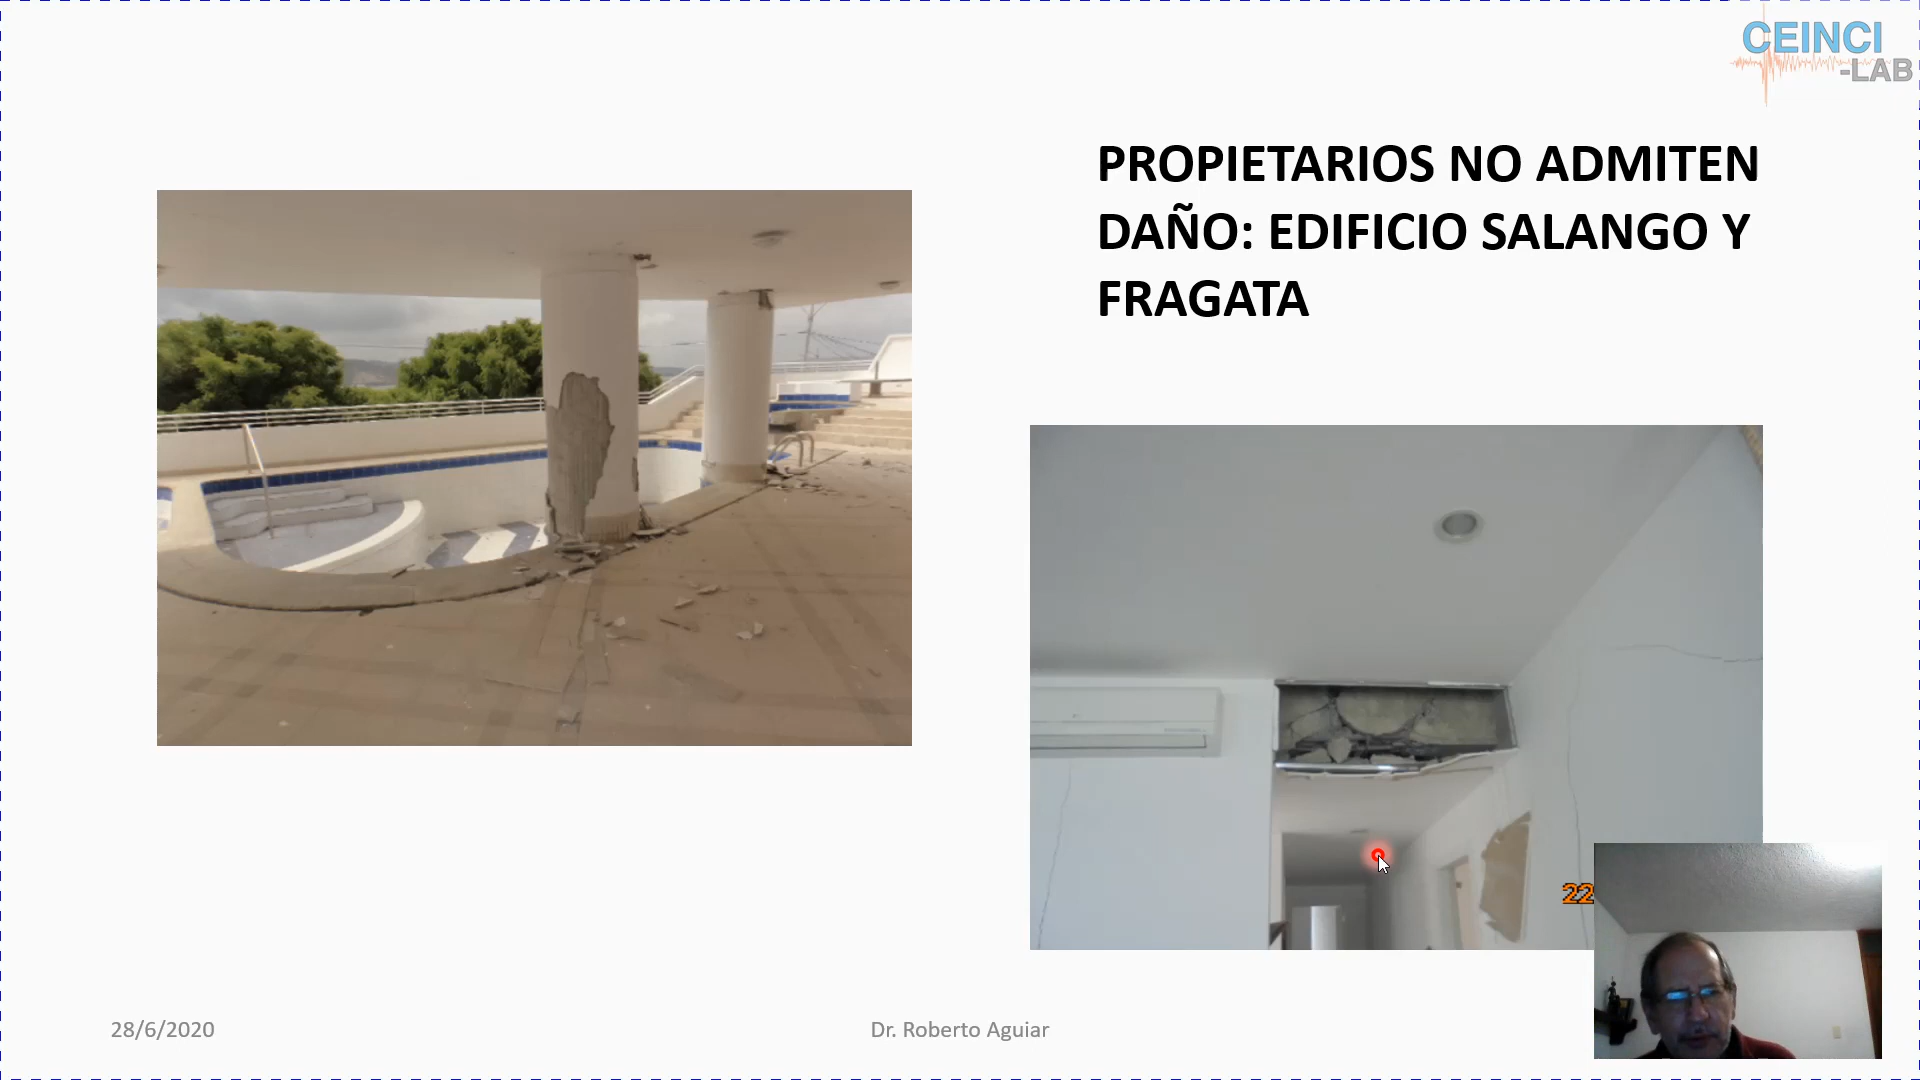 CEINCI
-LAB
PROPIETARIOS NO ADMITEN
DAÑO: EDIFICIO SALANGO Y
FRAGATA
22
28/6/2020
Dr. Roberto Aguiar